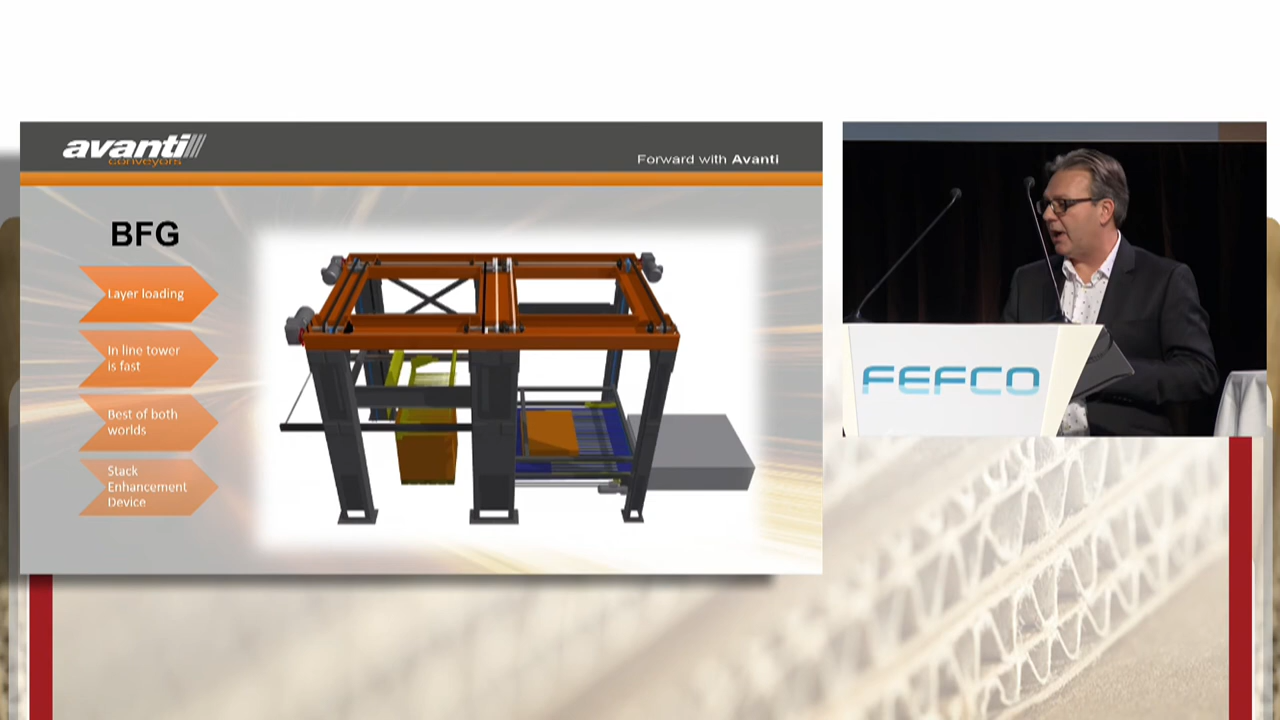 avanti
conveyors
Forward with Avanti
BFG
Layer loading
In line tower
is fast
Best of both
worlds
Stack
Enhancement
Device
FEFCO